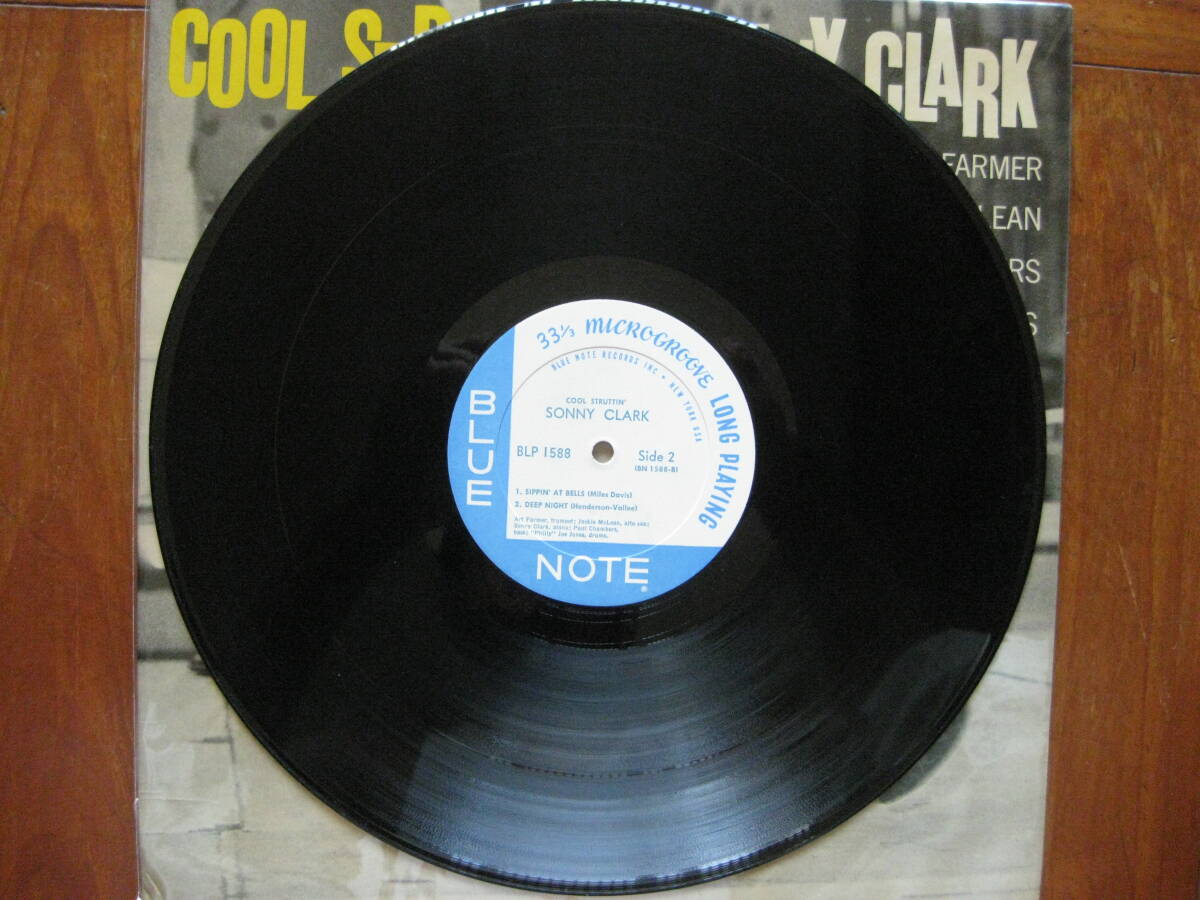 COOL
CLARK
FARMER
LEAN
RS
S
33⅓ MICROGROOVE LONG PLAYING
BLUE NOTE RECORDS INC • NEW YORK USA
COOL STRUTTIN'
SONNY CLARK
BLP 1588 Side 2
(BN 1588-B)
1. SIPPIN' AT BELLS (Miles Davis)
2. DEEP NIGHT (Henderson-Vallee)
Art Farmer, trumpet; Jackie McLean, alto sax;
Sonny Clark, piano; Paul Chambers,
bass; "Philly" Joe Jones, drums.
BLUE
NOTE®